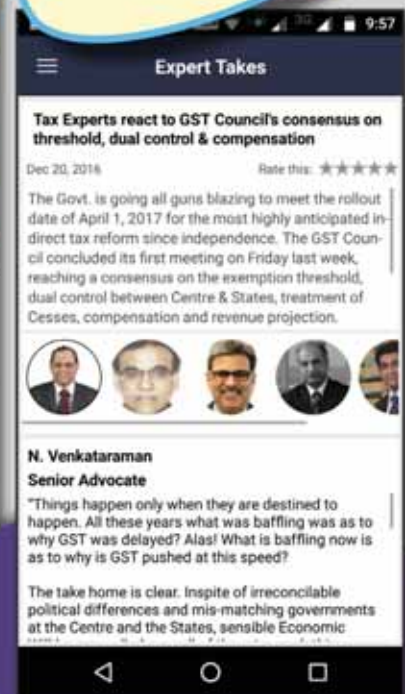 3G 9:57
Expert Takes
Tax Experts react to GST Council's consensus on
threshold, dual control & compensation
Dec 20, 2016 Rate this:
The Govt. is going all guns blazing to meet the rollout
date of April 1, 2017 for the most highly anticipated in-
direct tax reform since independence. The GST Coun-
cil concluded its first meeting on Friday last week,
reaching a consensus on the exemption threshold,
dual control between Centre & States, treatment of
Cesses, compensation and revenue projection.
N. Venkataraman
Senior Advocate
"Things happen only when they are destined to
happen. All these years what was baffling was as to
why GST was delayed? Alas! What is baffling now is
as to why is GST pushed at this speed?
The take home is clear. Inspite of irreconcilable
political differences and mis-matching governments
at the Centre and the States, sensible Economic